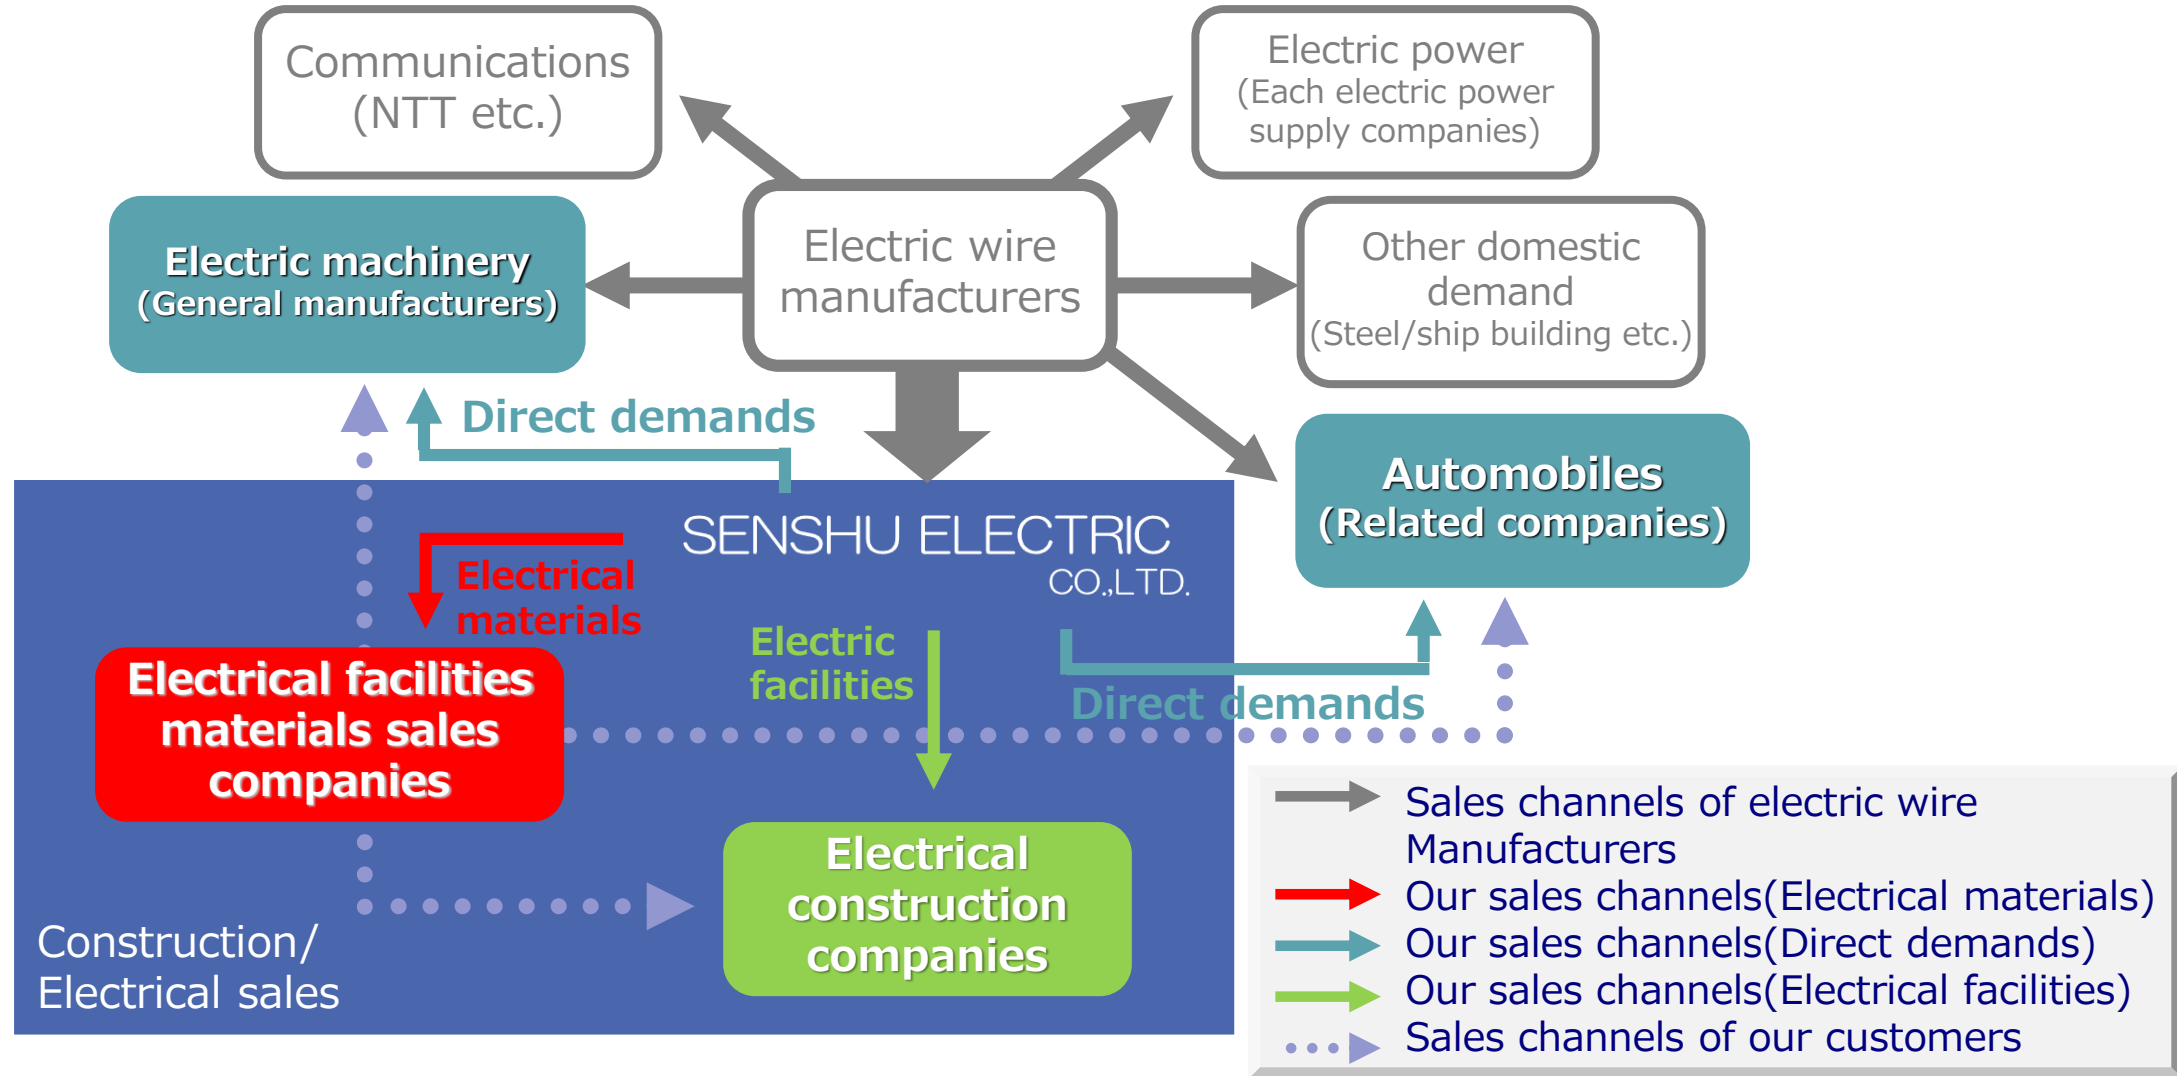 Communications
(NTT etc.)
Electric power
(Each electric power
supply companies)
Electric machinery
(General manufacturers)
Electric wire
manufacturers
Other domestic
demand
(Steel/ship building etc.)
Direct demands
Automobiles
(Related companies)
SENSHU ELECTRIC
CO.,LTD.
Electrical
materials
Electric
facilities
Direct demands
Electrical facilities
materials sales
companies
Electrical
construction
companies
Construction/
Electrical sales
Sales channels of electric wire
Manufacturers
Our sales channels(Electrical materials)
Our sales channels(Direct demands)
Our sales channels(Electrical facilities)
Sales channels of our customers